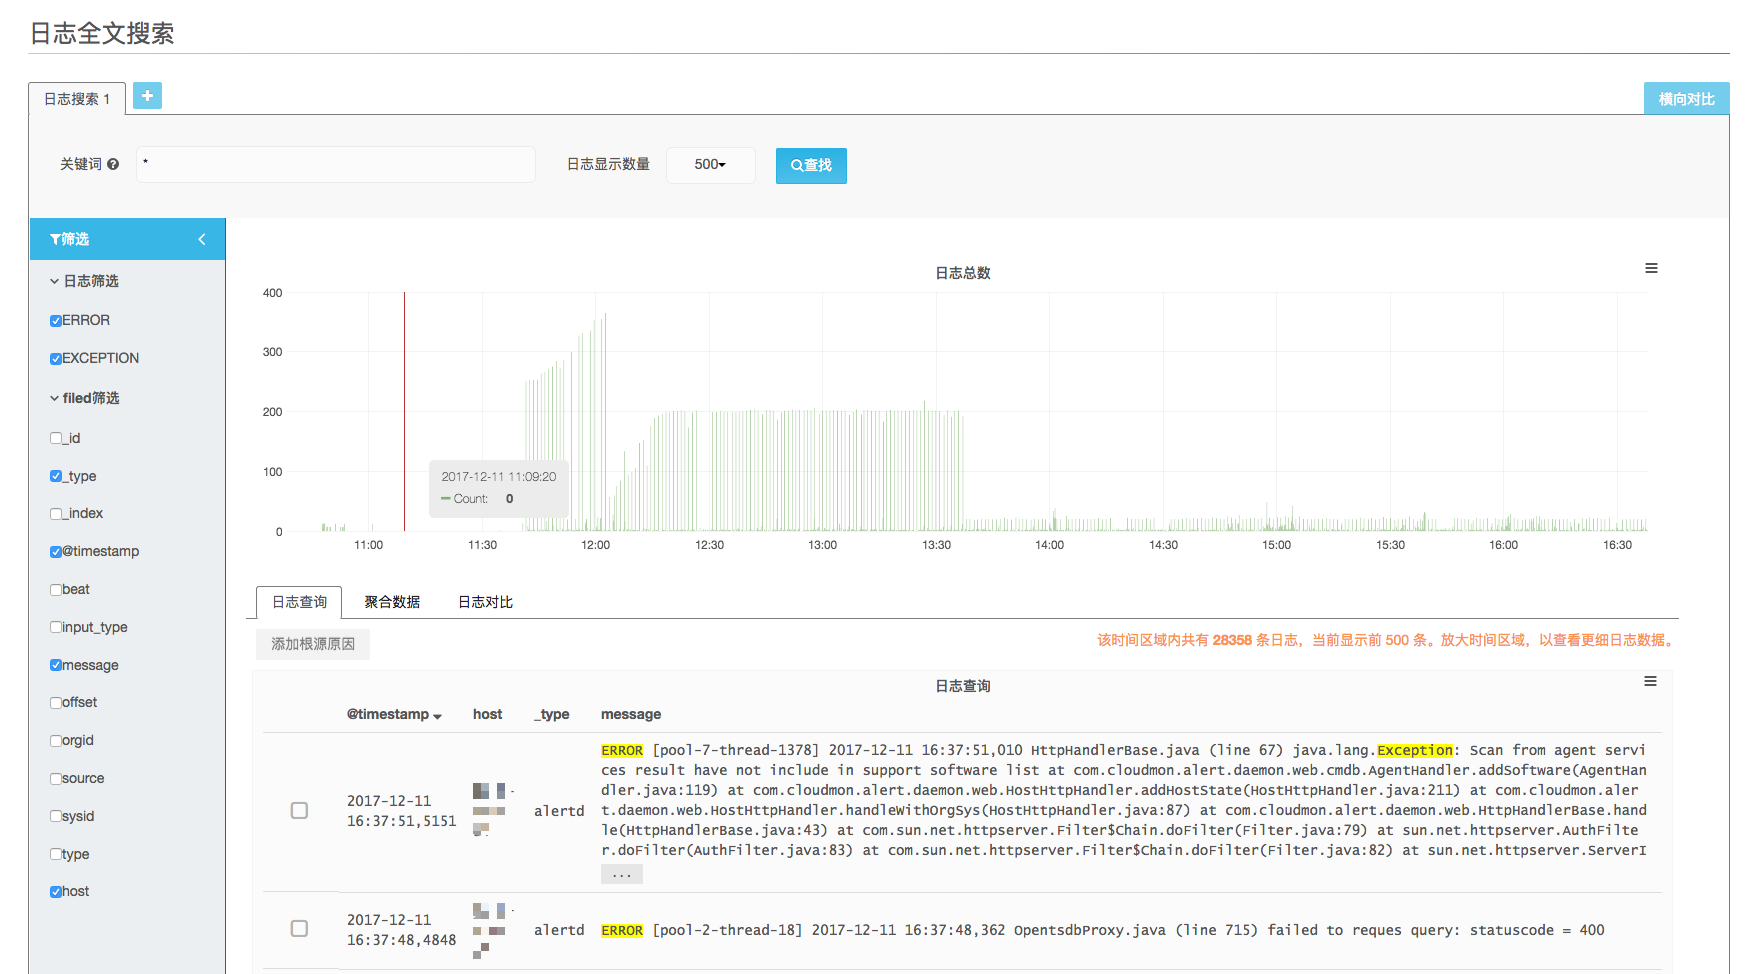 日志全文搜索
日志搜索 1
横向对比
关键词
*
日志显示数量
500
查找
筛选
日志筛选
ERROR
EXCEPTION
filed筛选
_id
_type
_index
@timestamp
beat
input_type
message
offset
orgid
source
sysid
type
host
日志总数
400
300
200
100
0
2017-12-11 11:09:20
Count: 0
11:00 11:30 12:00 12:30 13:00 13:30 14:00 14:30 15:00 15:30 16:00 16:30
日志查询 聚合数据 日志对比
添加根源原因
该时间区域内共有 28358 条日志，当前显示前 500 条。放大时间区域，以查看更细日志数据。
日志查询
@timestamp host _type message
2017-12-11
16:37:51,5151
alertd
ERROR [pool-7-thread-1378] 2017-12-11 16:37:51,010 HttpHandlerBase.java (line 67) java.lang.Exception: Scan from agent servi
ces result have not include in support software list at com.cloudmon.alert.daemon.web.cmdb.AgentHandler.addSoftware(AgentHan
dler.java:119) at com.cloudmon.alert.daemon.web.HostHttpHandler.addHostState(HostHttpHandler.java:211) at com.cloudmon.aler
t.daemon.web.HostHttpHandler.handleWithOrgSys(HostHttpHandler.java:87) at com.cloudmon.alert.daemon.web.HttpHandlerBase.hand
le(HttpHandlerBase.java:43) at com.sun.net.httpserver.Filter$Chain.doFilter(Filter.java:79) at sun.net.httpserver.AuthFilte
r.doFilter(AuthFilter.java:83) at com.sun.net.httpserver.Filter$Chain.doFilter(Filter.java:82) at sun.net.httpserver.ServerI
...
2017-12-11
16:37:48,4848
alertd
ERROR [pool-2-thread-18] 2017-12-11 16:37:48,362 OpentsdbProxy.java (line 715) failed to reques query: statuscode = 400